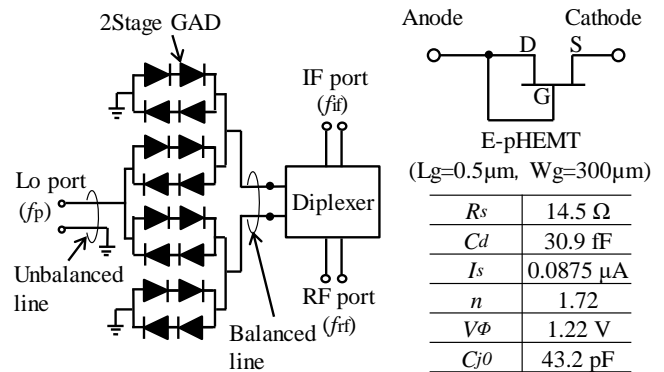 2Stage GAD
IF port
(fif)
Lo port
(fp)
Unbalanced
line
Diplexer
RF port
(frf)
Balanced
line
Anode
Cathode
D
S
G
E-pHEMT
(Lg=0.5μm, Wg=300μm)
Rs 14.5 Ω
Cd 30.9 fF
Is 0.0875 μA
n 1.72
VΦ 1.22 V
Cj0 43.2 pF